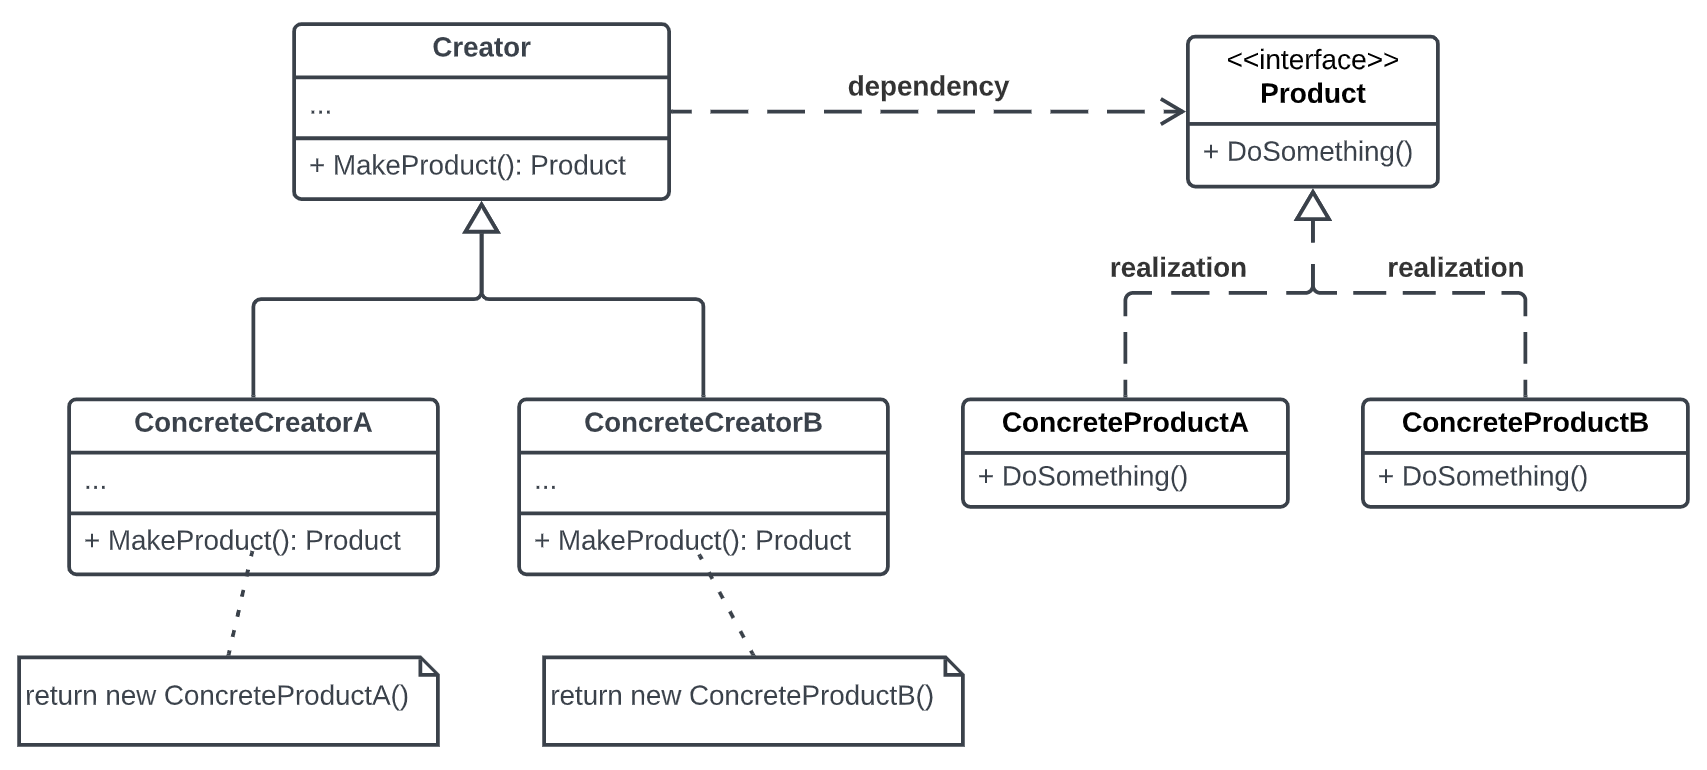 Creator
...
+ MakeProduct(): Product
dependency
<<interface>>
Product
+ DoSomething()
realization
realization
ConcreteCreatorA
...
+ MakeProduct(): Product
ConcreteCreatorB
...
+ MakeProduct(): Product
ConcreteProductA
+ DoSomething()
ConcreteProductB
+ DoSomething()
return new ConcreteProductA()
return new ConcreteProductB()